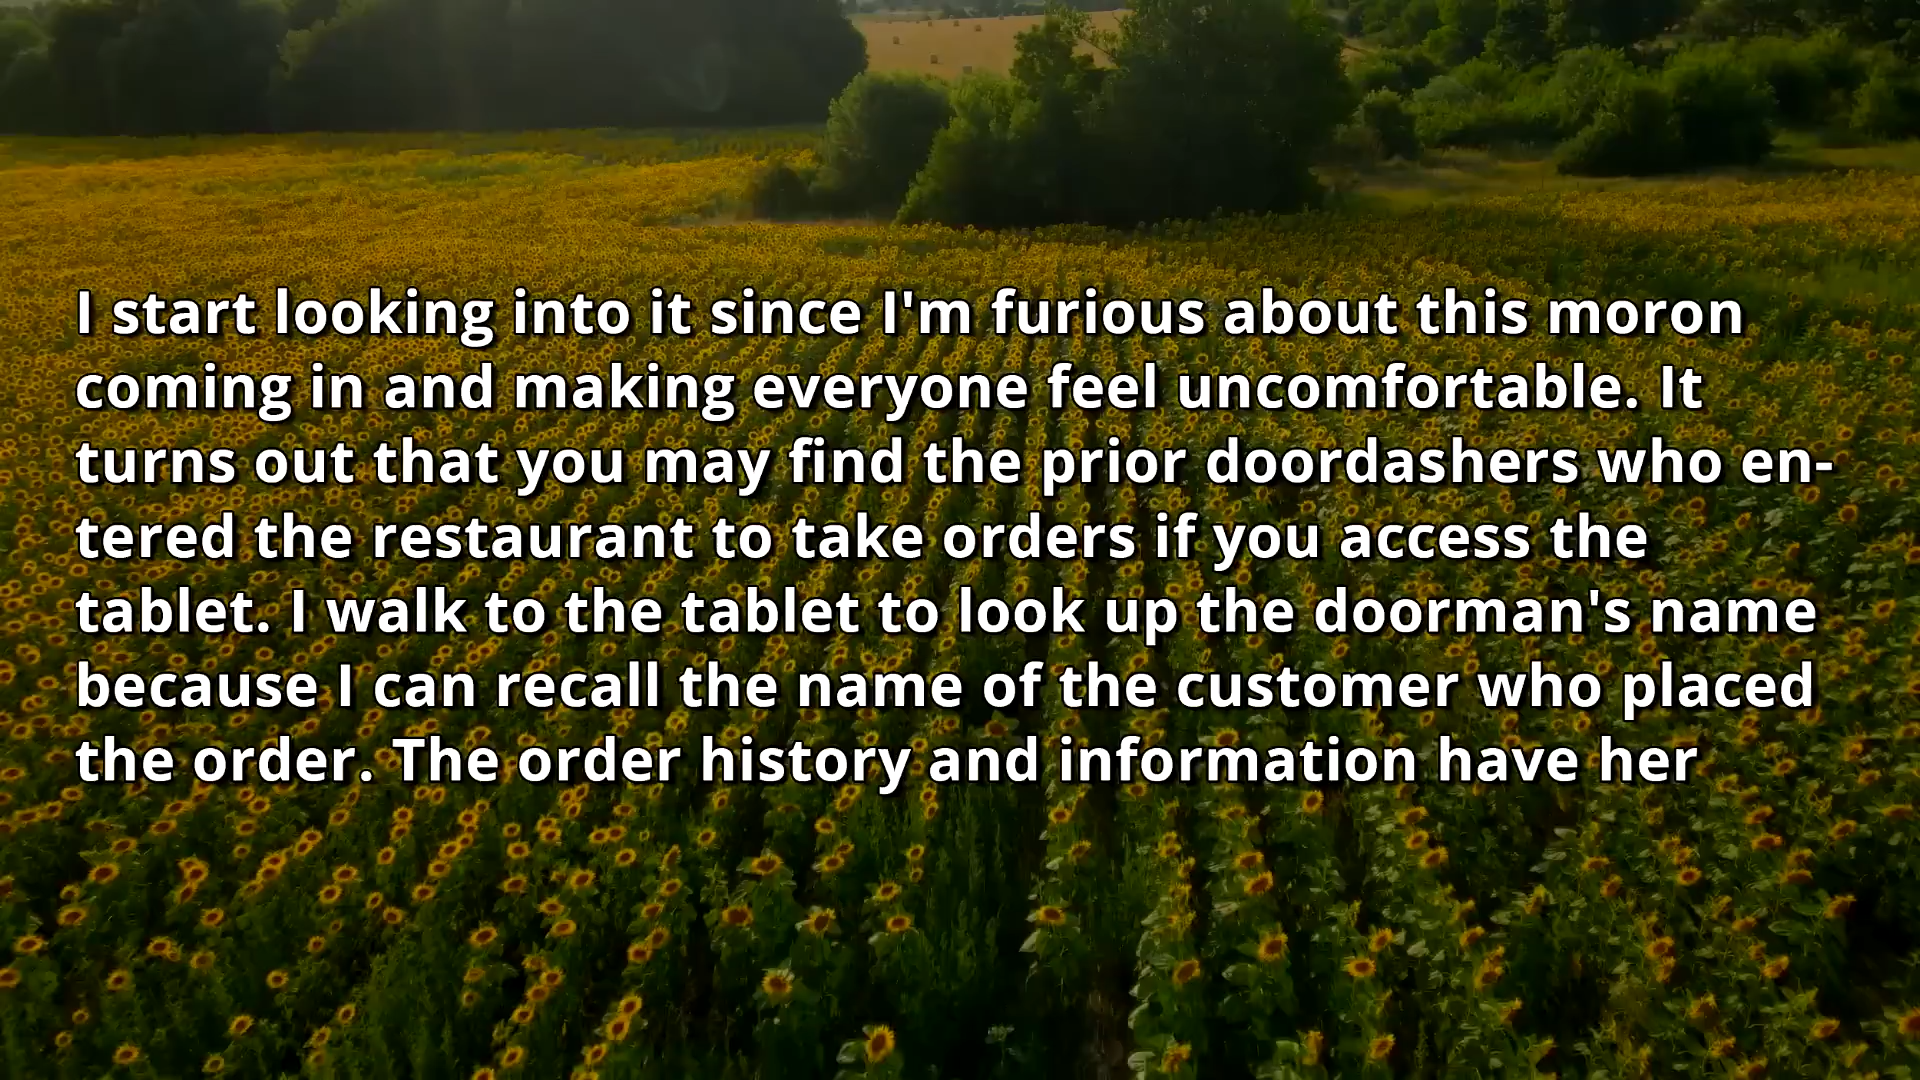 I start looking into it since I'm furious about this moron
coming in and making everyone feel uncomfortable. It
turns out that you may find the prior doordashers who en-
tered the restaurant to take orders if you access the
tablet. I walk to the tablet to look up the doorman's name
because I can recall the name of the customer who placed
the order. The order history and information have her